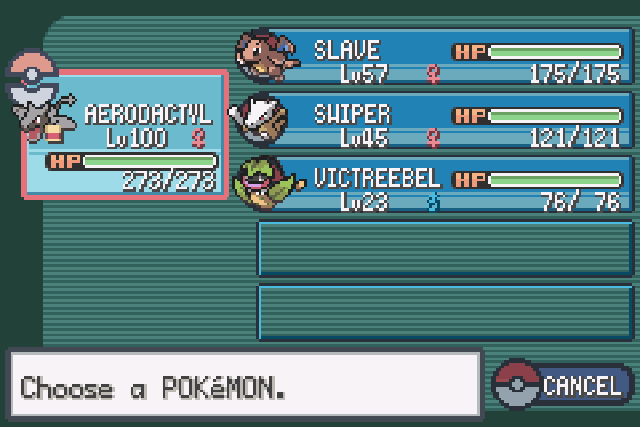 AERODACTYL
Lv100 ♀
HP
278/278
SLAVE HP
Lv57 ♀ 175/175
SWIPER HP
Lv45 ♀ 121/121
VICTREEBEL HP
Lv23 ♂ 76/ 76
Choose a POKéMON.
CANCEL